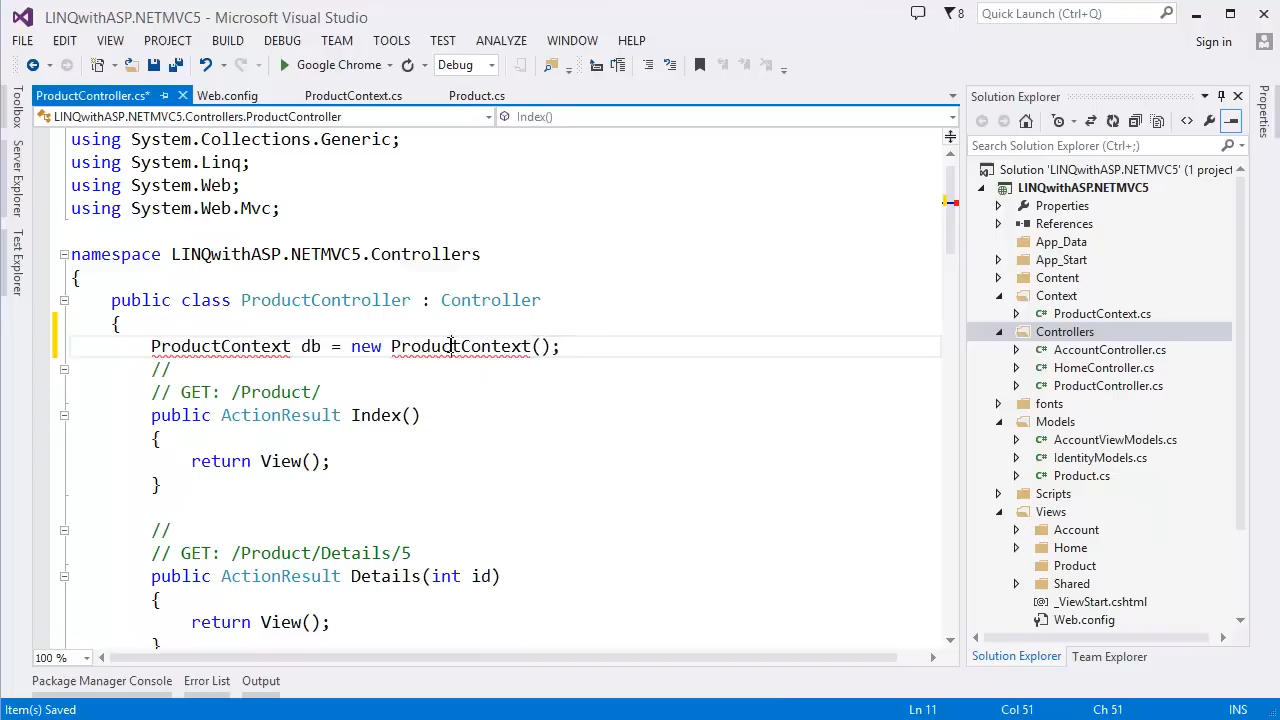 LINQwithASP.NETMVC5 - Microsoft Visual Studio
8
Quick Launch (Ctrl+Q)
FILE EDIT VIEW PROJECT BUILD DEBUG TEAM TOOLS TEST ANALYZE WINDOW HELP
Sign in
Google Chrome
Debug
ProductController.cs*
Web.config
ProductContext.cs
Product.cs
LINQwithASP.NETMVC5.Controllers.ProductController
Index()
Toolbox
Server Explorer
Test Explorer
using System.Collections.Generic;
using System.Linq;
using System.Web;
using System.Web.Mvc;
namespace LINQwithASP.NETMVC5.Controllers
{
public class ProductController : Controller
{
ProductContext db = new ProductContext();
//
// GET: /Product/
public ActionResult Index()
{
return View();
}
//
// GET: /Product/Details/5
public ActionResult Details(int id)
{
return View();
}
100 %
Solution Explorer
Search Solution Explorer (Ctrl+;)
Solution 'LINQwithASP.NETMVC5' (1 project
LINQwithASP.NETMVC5
Properties
References
App_Data
App_Start
Content
Context
ProductContext.cs
Controllers
AccountController.cs
HomeController.cs
ProductController.cs
fonts
Models
AccountViewModels.cs
IdentityModels.cs
Product.cs
Scripts
Views
Account
Home
Product
Shared
_ViewStart.cshtml
Web.config
Solution Explorer
Team Explorer
Properties
Package Manager Console
Error List
Output
Item(s) Saved
Ln 11
Col 51
Ch 51
INS